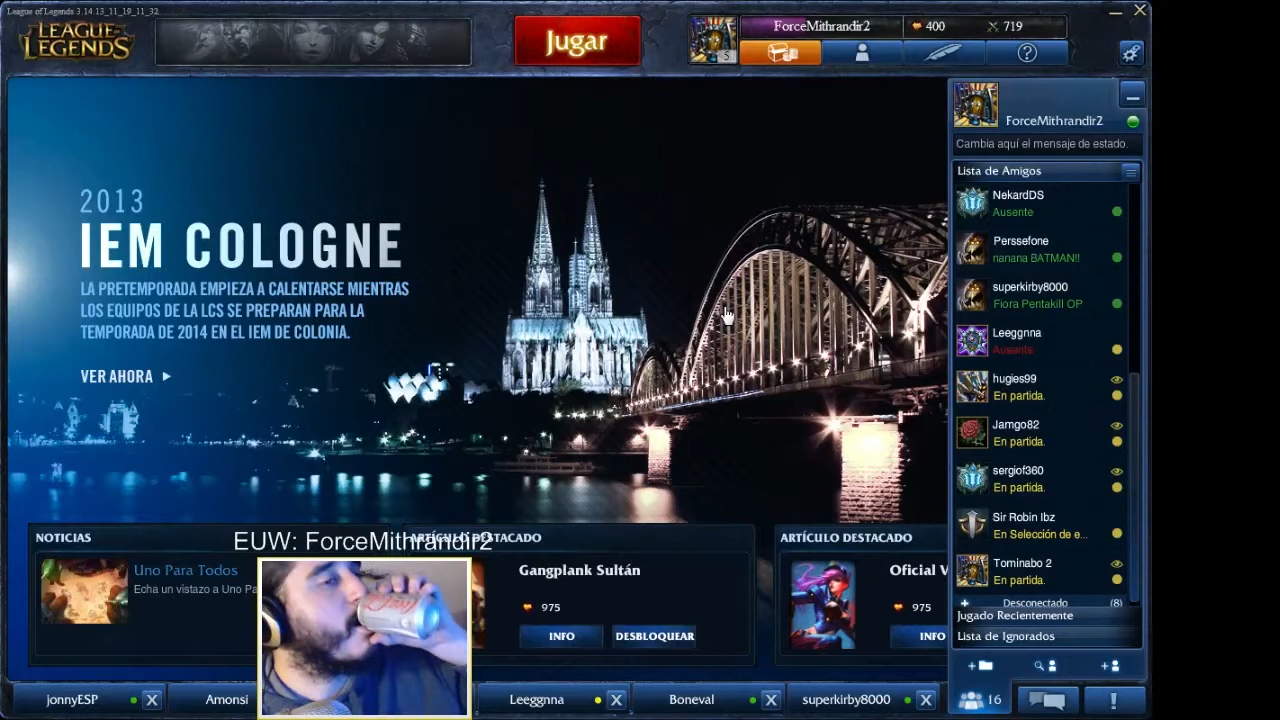 League of Legends 3.14.13_11_19_11_32
LEAGUE OF LEGENDS
Jugar
5
ForceMithrandir2
400
719
ForceMithrandir2
Cambia aquí el mensaje de estado.
Lista de Amigos
NekardDS
Ausente
Perssefone
nanana BATMAN!!
superkirby8000
Fiora Pentakill OP
Leeggnna
Ausente
hugies99
En partida.
Jamgo82
En partida.
sergiof360
En partida.
Sir Robin Ibz
En Selección de e...
Tominabo 2
En partida.
Desconectado (8)
Jugado Recientemente
Lista de Ignorados
16
2013
IEM COLOGNE
LA PRETEMPORADA EMPIEZA A CALENTARSE MIENTRAS
LOS EQUIPOS DE LA LCS SE PREPARAN PARA LA
TEMPORADA DE 2014 EN EL IEM DE COLONIA.
VER AHORA
NOTICIAS
Uno Para Todos
Echa un vistazo a Uno Pa
EUW: ForceMithrandir2
ARTÍCULO DESTACADO
Gangplank Sultán
975
INFO
DESBLOQUEAR
ARTÍCULO DESTACADO
Oficial V
975
INFO
jonnyESP
Amonsi
Leeggnna
Boneval
superkirby8000